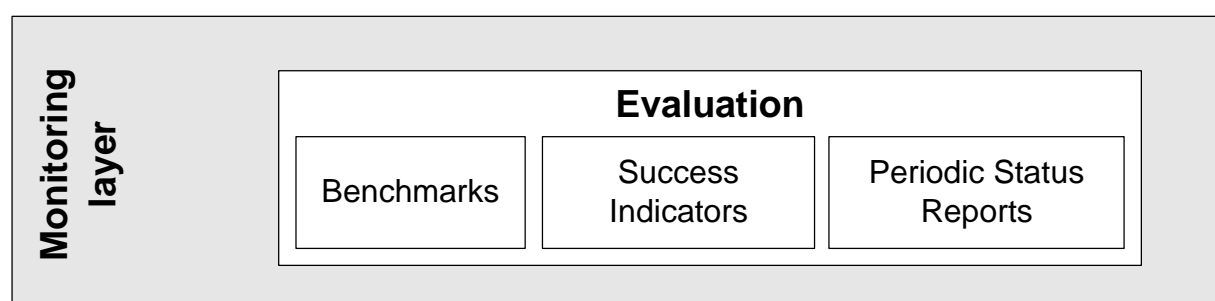 Monitoring
layer
Evaluation
Benchmarks
Success
Indicators
Periodic Status
Reports